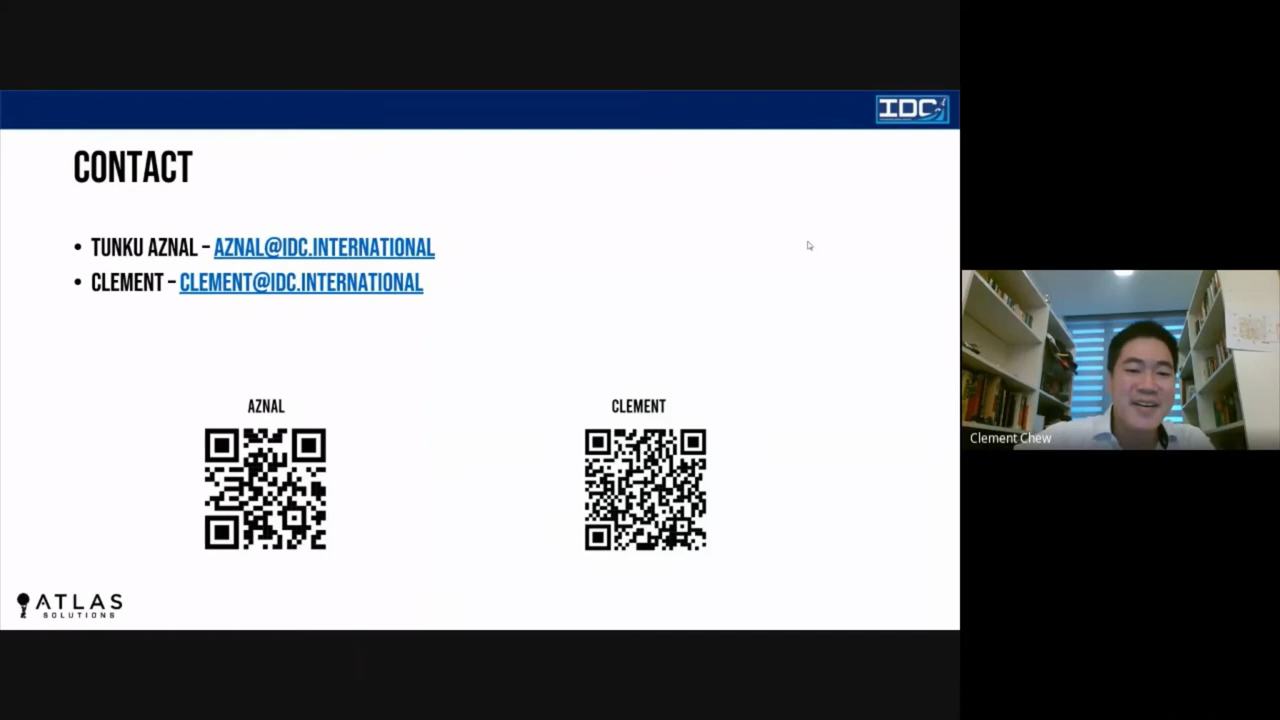 IDC
CONTACT
• TUNKU AZNAL – AZNAL@IDC.INTERNATIONAL
• CLEMENT – CLEMENT@IDC.INTERNATIONAL
AZNAL
CLEMENT
ATLAS
SOLUTIONS
Clement Chew